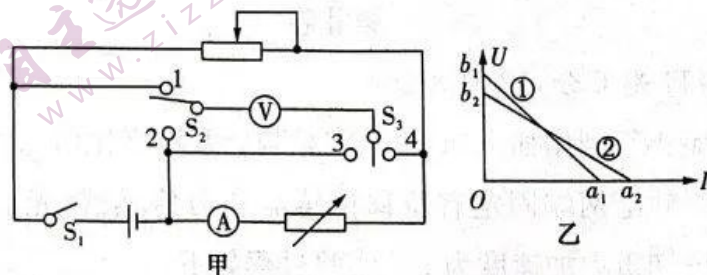 1
V
S₂
S₃
2
3
4
S₁
A
甲
U
b₁
①
b₂
②
O
a₁
a₂
I
乙